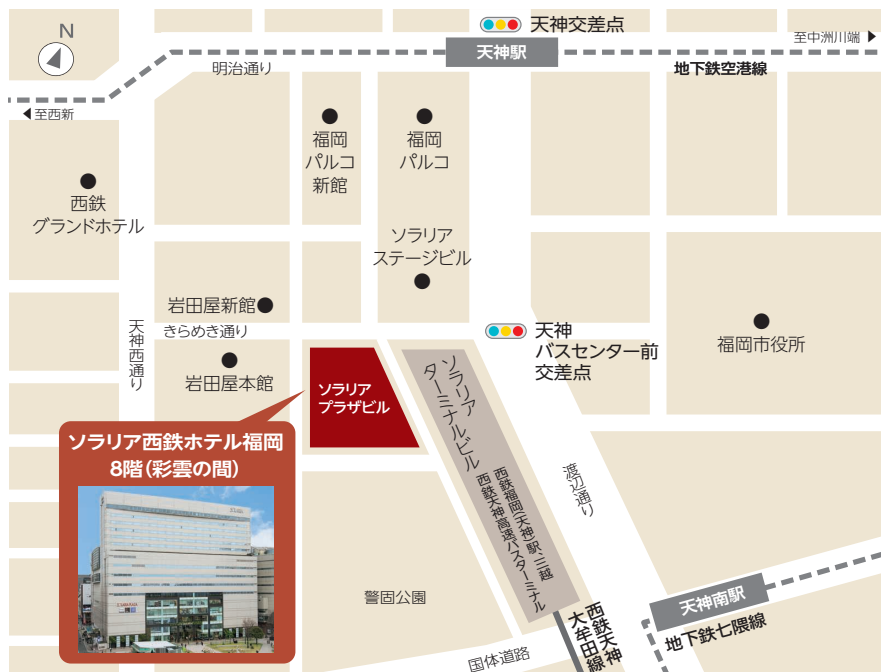 N
天神交差点
天神駅
至中洲川端
明治通り
地下鉄空港線
至西新
福岡
パルコ
新館
福岡
パルコ
西鉄
グランドホテル
ソラリア
ステージビル
岩田屋新館
きらめき通り
天神西通り
岩田屋本館
天神
バスセンター前
交差点
福岡市役所
ソラリア
プラザビル
ソラリア
ターミナルビル
西鉄福岡(天神)駅、三越
西鉄天神高速バスターミナル
渡辺通り
ソラリア西鉄ホテル福岡
8階(彩雲の間)
警固公園
天神南駅
地下鉄七隈線
西鉄天神
大牟田線
国体道路